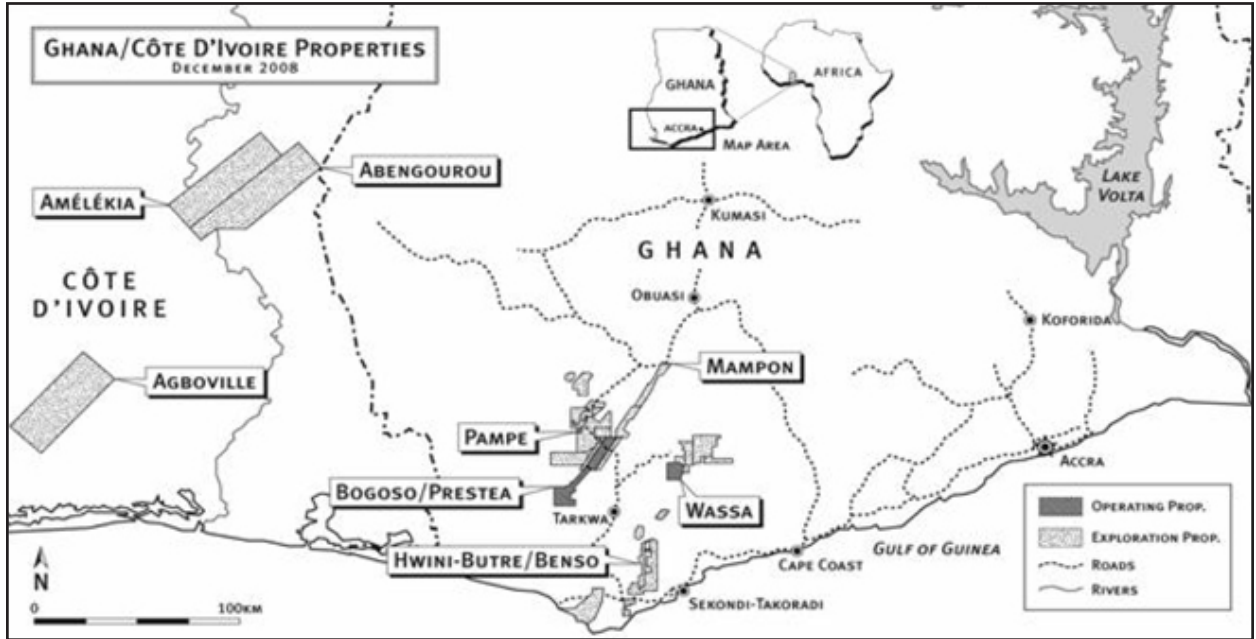 GHANA/CÔTE D'IVOIRE PROPERTIES
DECEMBER 2008
GHANA
ACCRA
MAP AREA
AFRICA
LAKE
VOLTA
ABENGOUROU
AMÉLÉKIA
KUMASI
GHANA
CÔTE
D'IVOIRE
OBUASI
KOFORIDA
AGBOVILLE
MAMPON
PAMPE
ACCRA
BOGOSO/PRESTEA
WASSA
TARKWA
HWINI-BUTRE/BENSO
CAPE COAST
GULF OF GUINEA
SEKONDI-TAKORADI
OPERATING PROP.
EXPLORATION PROP.
ROADS
RIVERS
N
0 100KM